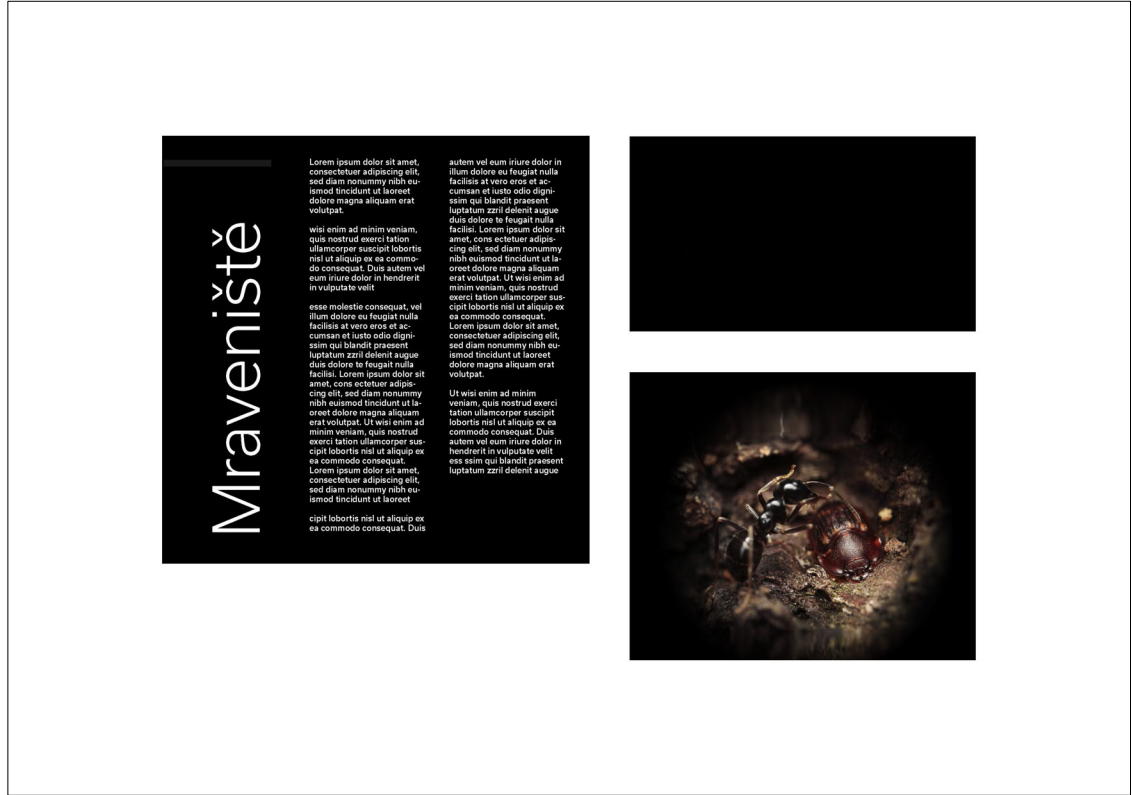 Mraveniště
Lorem ipsum dolor sit amet,
consectetuer adipiscing elit,
sed diam nonummy nibh eu-
ismod tincidunt ut laoreet
dolore magna aliquam erat
volutpat.
wisi enim ad minim veniam,
quis nostrud exerci tation
ullamcorper suscipit lobortis
nisl ut aliquip ex ea commo-
do consequat. Duis autem vel
eum iriure dolor in hendrerit
in vulputate velit
esse molestie consequat, vel
illum dolore eu feugiat nulla
facilisis at vero eros et ac-
cumsan et iusto odio digni-
ssim qui blandit praesent
luptatum zzril delenit augue
duis dolore te feugait nulla
facilisi. Lorem ipsum dolor sit
amet, cons ectetuer adipis-
cing elit, sed diam nonummy
nibh euismod tincidunt ut la-
oreet dolore magna aliquam
erat volutpat. Ut wisi enim ad
minim veniam, quis nostrud
exerci tation ullamcorper sus-
cipit lobortis nisl ut aliquip ex
ea commodo consequat.
Lorem ipsum dolor sit amet,
consectetuer adipiscing elit,
sed diam nonummy nibh eu-
ismod tincidunt ut laoreet
cipit lobortis nisl ut aliquip ex
ea commodo consequat. Duis
autem vel eum iriure dolor in
illum dolore eu feugiat nulla
facilisis at vero eros et ac-
cumsan et iusto odio digni-
ssim qui blandit praesent
luptatum zzril delenit augue
duis dolore te feugait nulla
facilisi. Lorem ipsum dolor sit
amet, cons ectetuer adipis-
cing elit, sed diam nonummy
nibh euismod tincidunt ut la-
oreet dolore magna aliquam
erat volutpat. Ut wisi enim ad
minim veniam, quis nostrud
exerci tation ullamcorper sus-
cipit lobortis nisl ut aliquip ex
ea commodo consequat.
Lorem ipsum dolor sit amet,
consectetuer adipiscing elit,
sed diam nonummy nibh eu-
ismod tincidunt ut laoreet
dolore magna aliquam erat
volutpat.
Ut wisi enim ad minim
veniam, quis nostrud exerci
tation ullamcorper suscipit
lobortis nisl ut aliquip ex ea
commodo consequat. Duis
autem vel eum iriure dolor in
hendrerit in vulputate velit
ess ssim qui blandit praesent
luptatum zzril delenit augue